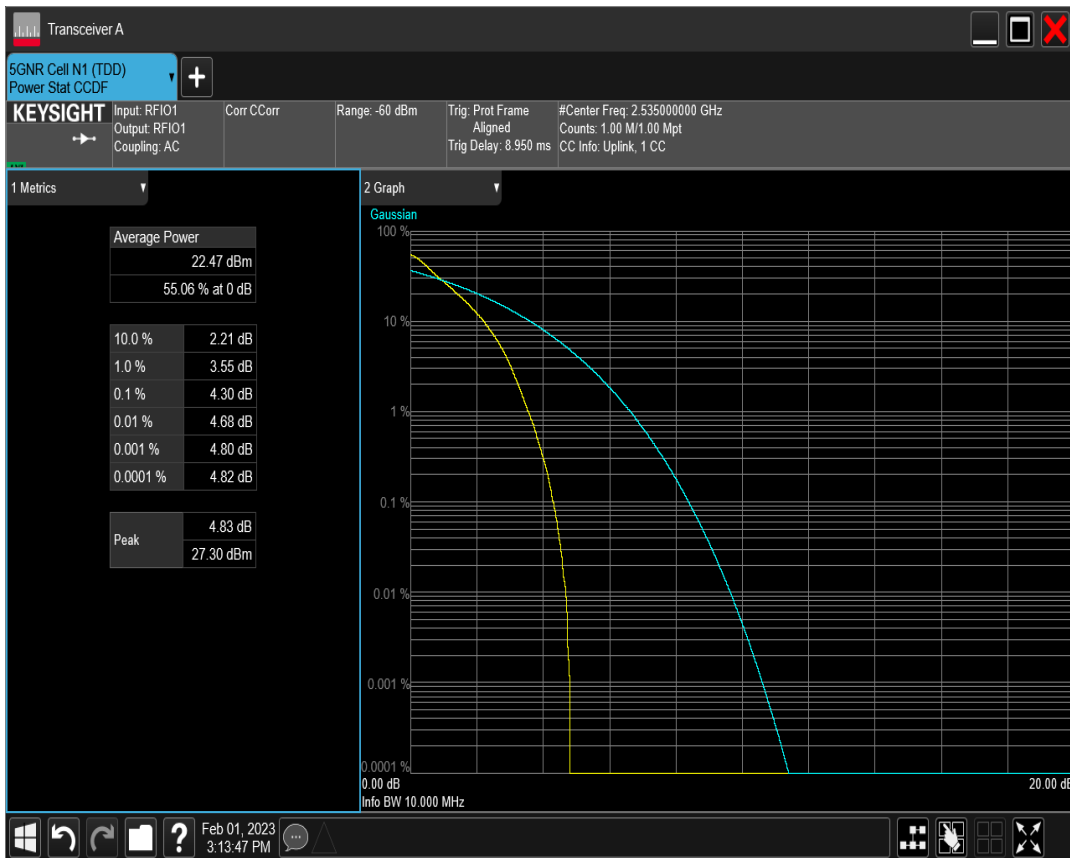 Transceiver A
5GNR Cell N1 (TDD)
Power Stat CCDF
KEYSIGHT
Input: RFIO1
Output: RFIO1
Coupling: AC
Corr CCorr
Range: -60 dBm
Trig: Prot Frame
Aligned
Trig Delay: 8.950 ms
#Center Freq: 2.535000000 GHz
Counts: 1.00 M/1.00 Mpt
CC Info: Uplink, 1 CC
1 Metrics
Average Power
22.47 dBm
55.06 % at 0 dB
10.0 % 2.21 dB
1.0 % 3.55 dB
0.1 % 4.30 dB
0.01 % 4.68 dB
0.001 % 4.80 dB
0.0001 % 4.82 dB
Peak
4.83 dB
27.30 dBm
2 Graph
Gaussian
100 %
10 %
1 %
0.1 %
0.01 %
0.001 %
0.0001 %
0.00 dB 20.00 dB
Info BW 10.000 MHz
?
Feb 01, 2023
3:13:47 PM